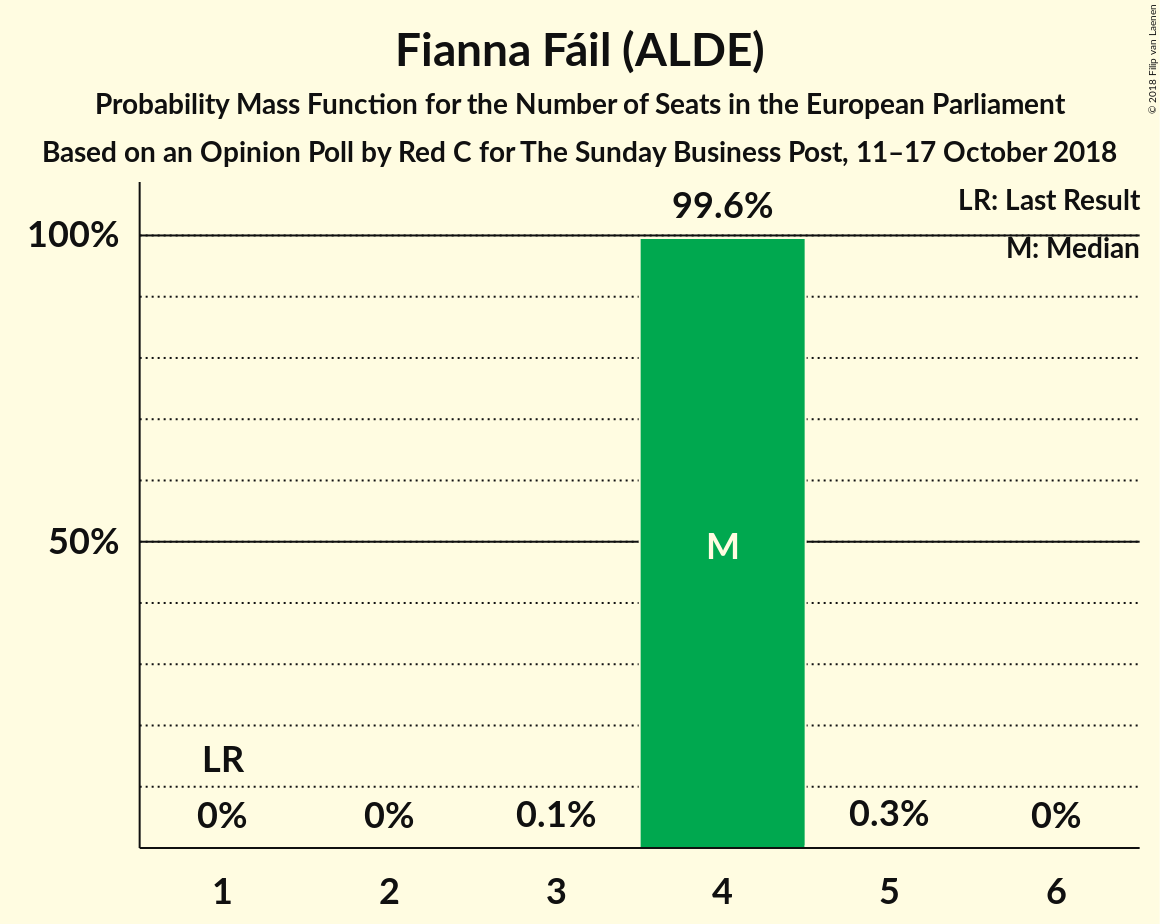 Fianna Fáil (ALDE)
Probability Mass Function for the Number of Seats in the European Parliament
Based on an Opinion Poll by Red C for The Sunday Business Post, 11–17 October 2018
© 2018 Filip van Laenen
99.6%
LR: Last Result
100%
M: Median
50%
M
LR
0%
0%
0.1%
0.3%
0%
1
2
3
4
5
6